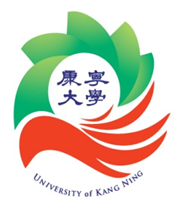 康寧
大學
UNIVERSITY of KANG NING